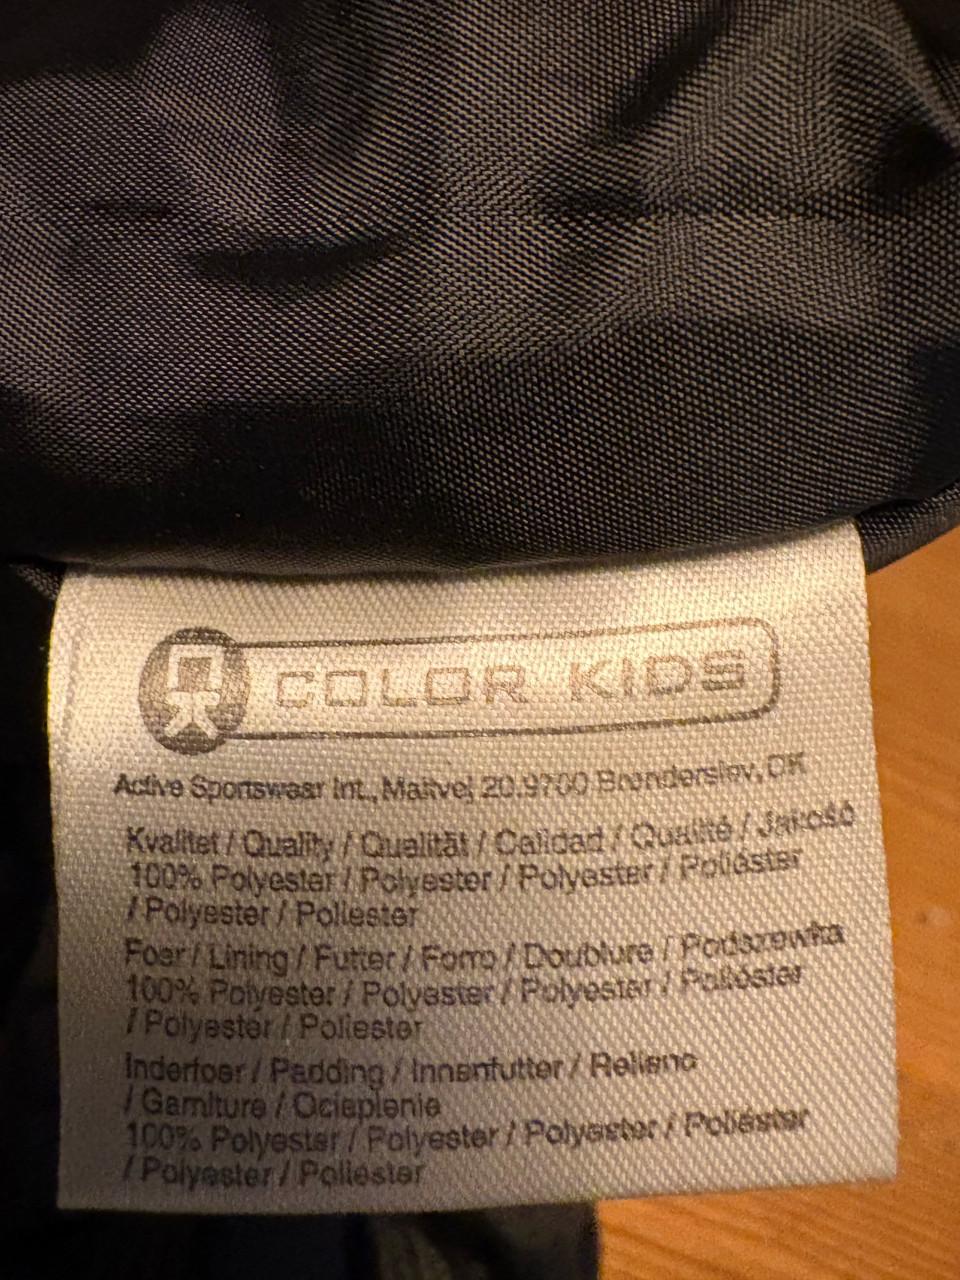 COLOR KIDS
Active Sportswear Int., Maltvej 20, 9700 Brønderslev, DK
Kvalitet / Quality / Qualität / Calidad / Qualité / Jakość
100% Polyester / Polyester / Polyester / Poliéster
/ Polyester / Poliester
Foer / Lining / Futter / Forro / Doublure / Podszewka
100% Polyester / Polyester / Polyester / Poliéster
/ Polyester / Poliester
Inderfoer / Padding / Innenfutter / Relleno
/ Garniture / Ocieplenie
100% Polyester / Polyester / Polyester / Poliéster
/ Polyester / Poliester